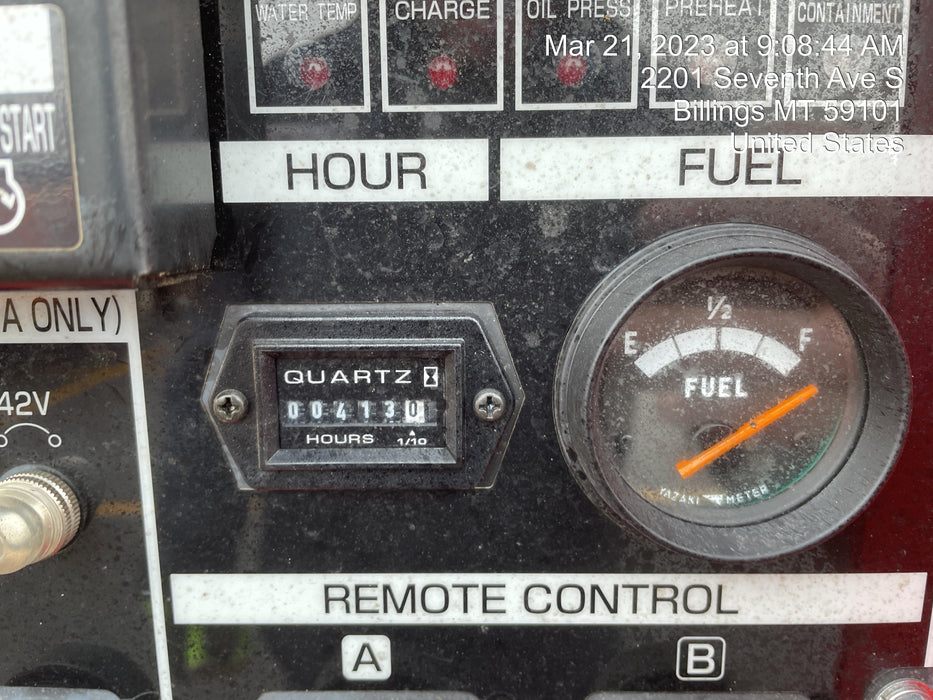 WATER TEMP
CHARGE
OIL PRESS
PREHEAT
CONTAINMENT
Mar 21, 2023 at 9:08:44 AM
2201 Seventh Ave S
Billings MT 59101
United States
START
HOUR
FUEL
A ONLY)
42V
QUARTZ
004130
HOURS 1/10
E 1/2 F
FUEL
YAZAKI METER
REMOTE CONTROL
A
B